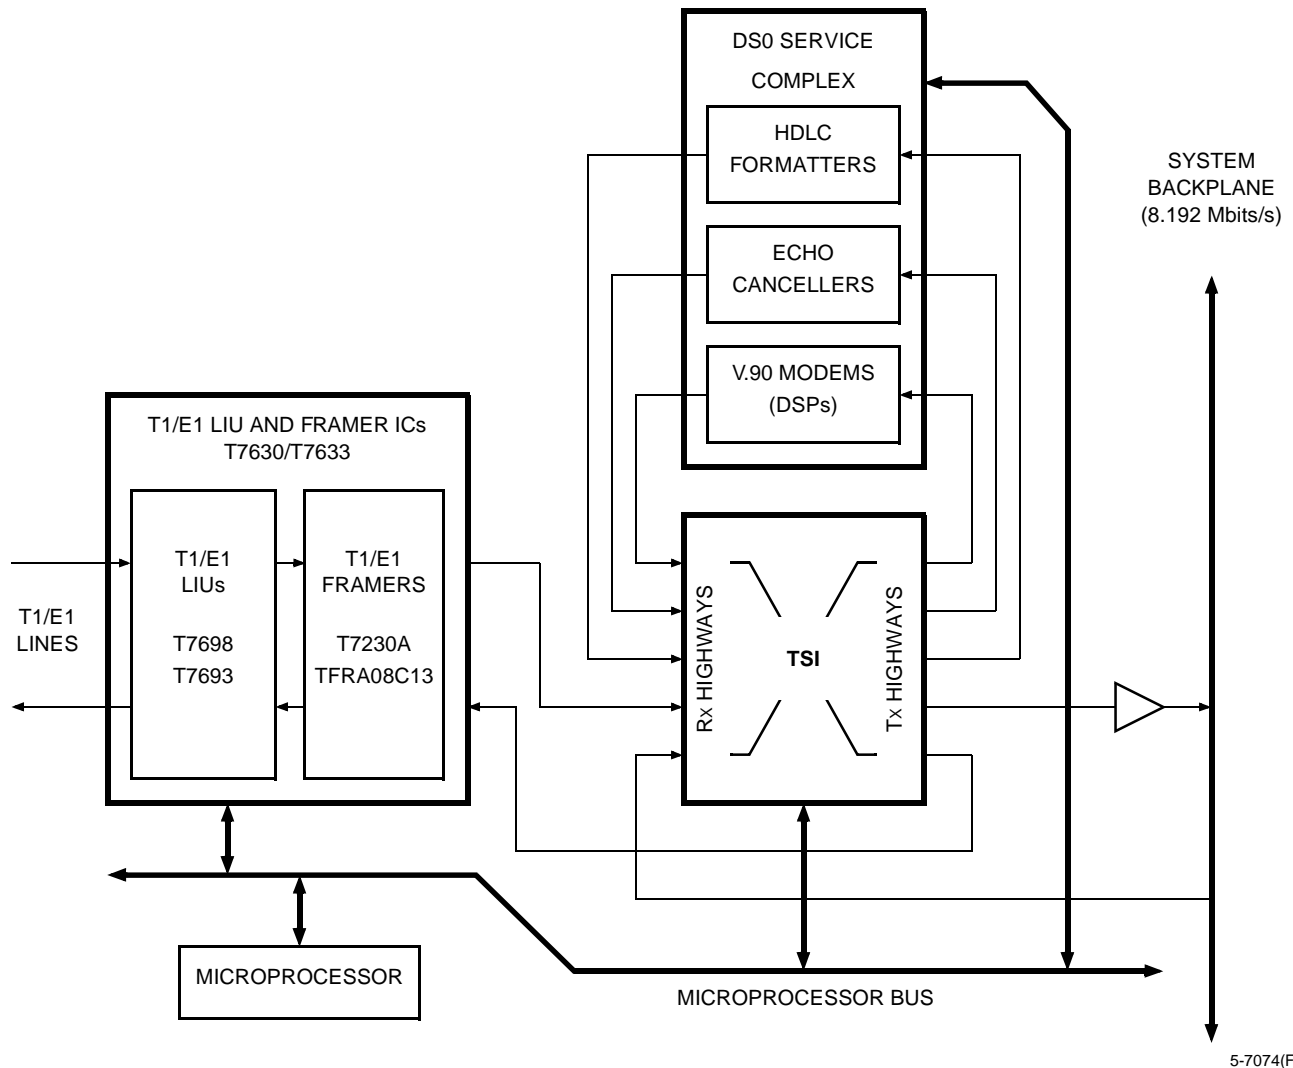 DS0 SERVICE
COMPLEX
HDLC
FORMATTERS
SYSTEM
BACKPLANE
(8.192 Mbits/s)
ECHO
CANCELLERS
V.90 MODEMS
(DSPs)
T1/E1 LIU AND FRAMER ICs
T7630/T7633
T1/E1
LIUs
T7698
T7693
T1/E1
FRAMERS
T7230A
TFRA08C13
T1/E1
LINES
Rx HIGHWAYS
TSI
Tx HIGHWAYS
MICROPROCESSOR
MICROPROCESSOR BUS
5-7074(F